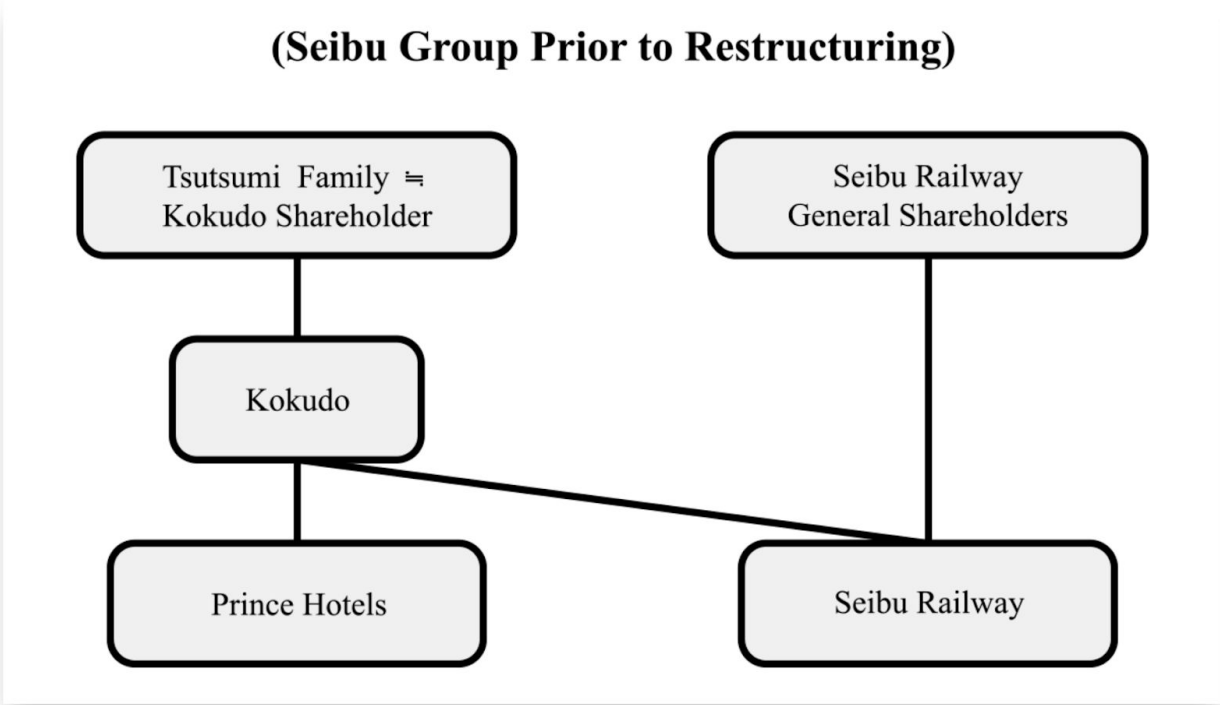 (Seibu Group Prior to Restructuring)
Tsutsumi Family ≒
Kokudo Shareholder
Seibu Railway
General Shareholders
Kokudo
Prince Hotels
Seibu Railway